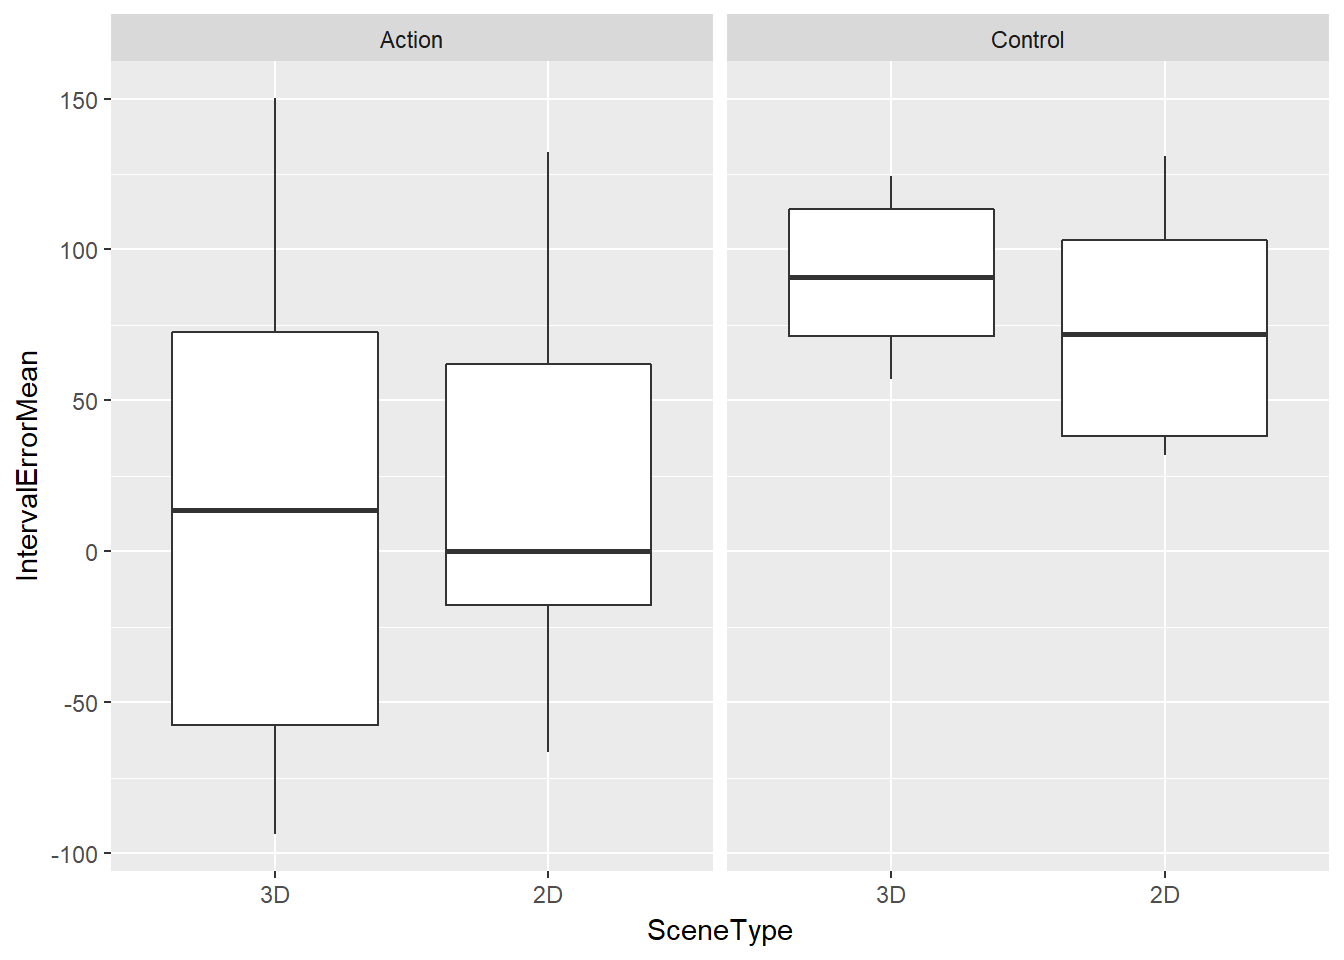 Action
Control
IntervalErrorMean
150
100
50
0
-50
-100
3D
2D
3D
2D
SceneType